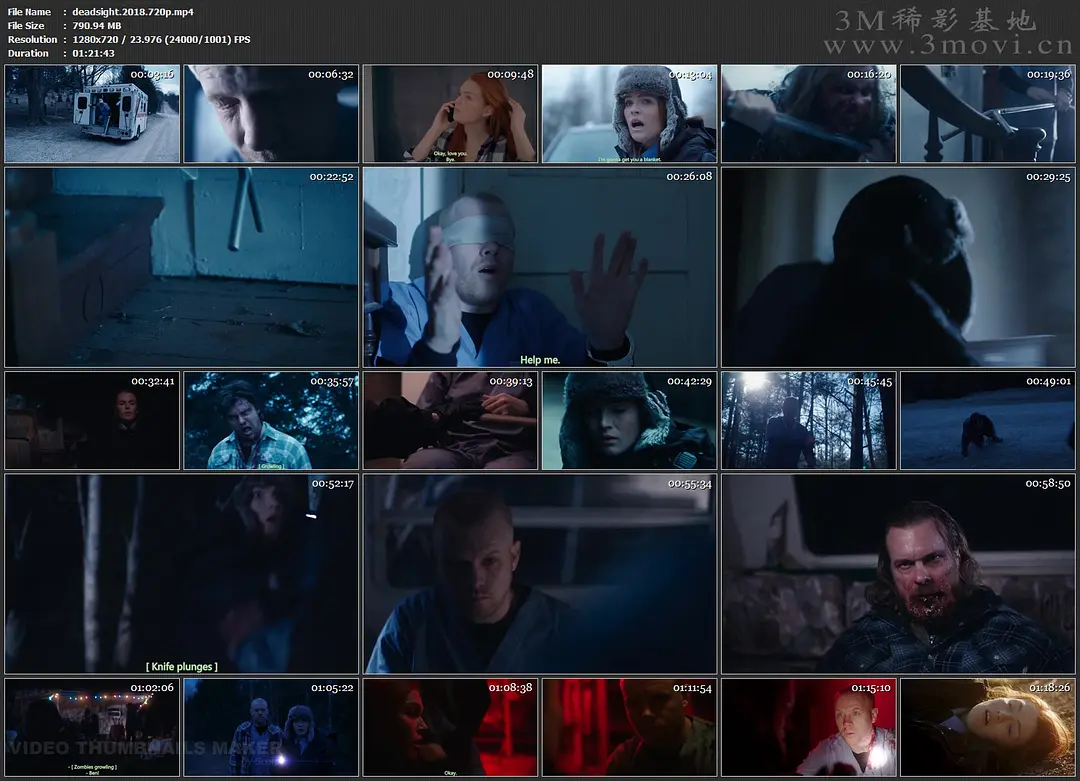 File Name : deadsight.2018.720p.mp4
File Size : 790.94 MB
Resolution : 1280x720 / 23.976 (24000/1001) FPS
Duration : 01:21:43
3M稀影基地
www.3movi.cn
00:03:16
00:06:32
00:09:48
Okay, love you.
Bye.
00:13:04
I'm gonna get you a blanket.
00:16:20
00:19:36
00:22:52
00:26:08
Help me.
00:29:25
00:32:41
00:35:57
[ Growling ]
00:39:13
00:42:29
00:45:45
00:49:01
00:52:17
[ Knife plunges ]
00:55:34
00:58:50
01:02:06
- [ Zombies growling ]
- Ben!
01:05:22
01:08:38
Okay.
01:11:54
01:15:10
01:18:26
VIDEO THUMBNAILS MAKER